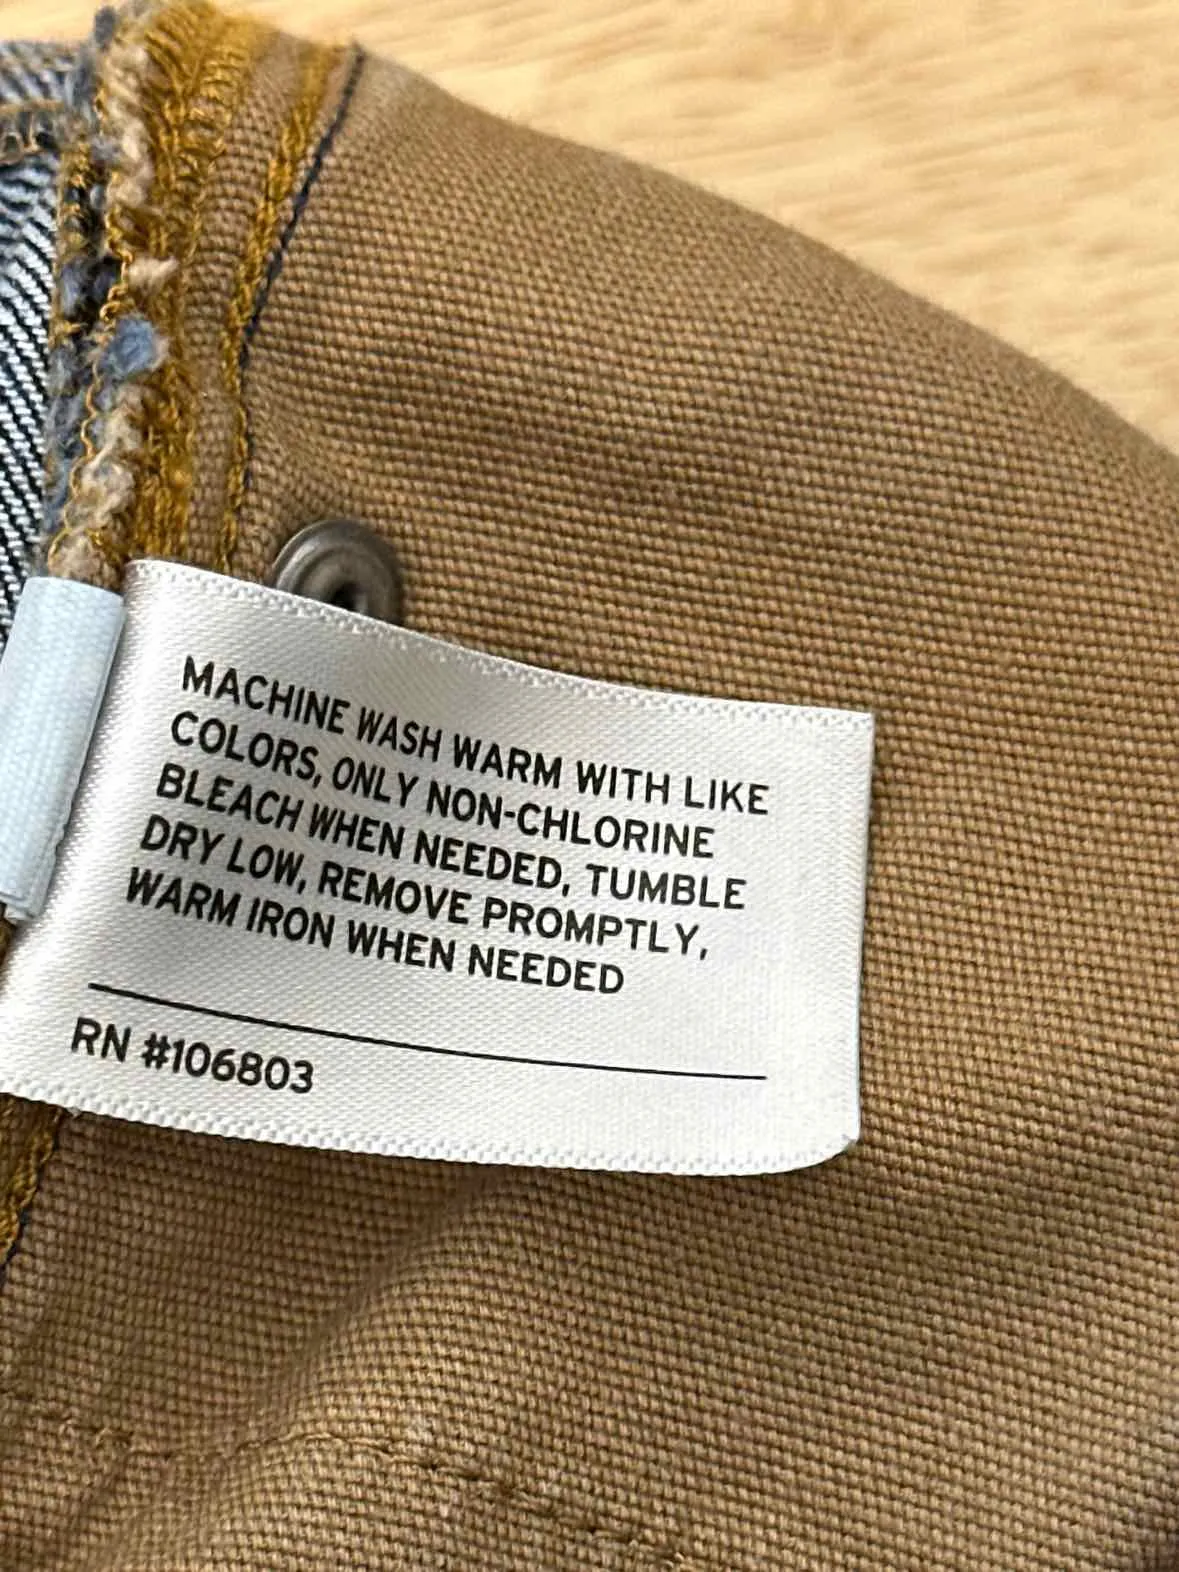 MACHINE WASH WARM WITH LIKE
COLORS, ONLY NON-CHLORINE
BLEACH WHEN NEEDED, TUMBLE
DRY LOW, REMOVE PROMPTLY,
WARM IRON WHEN NEEDED
RN #106803